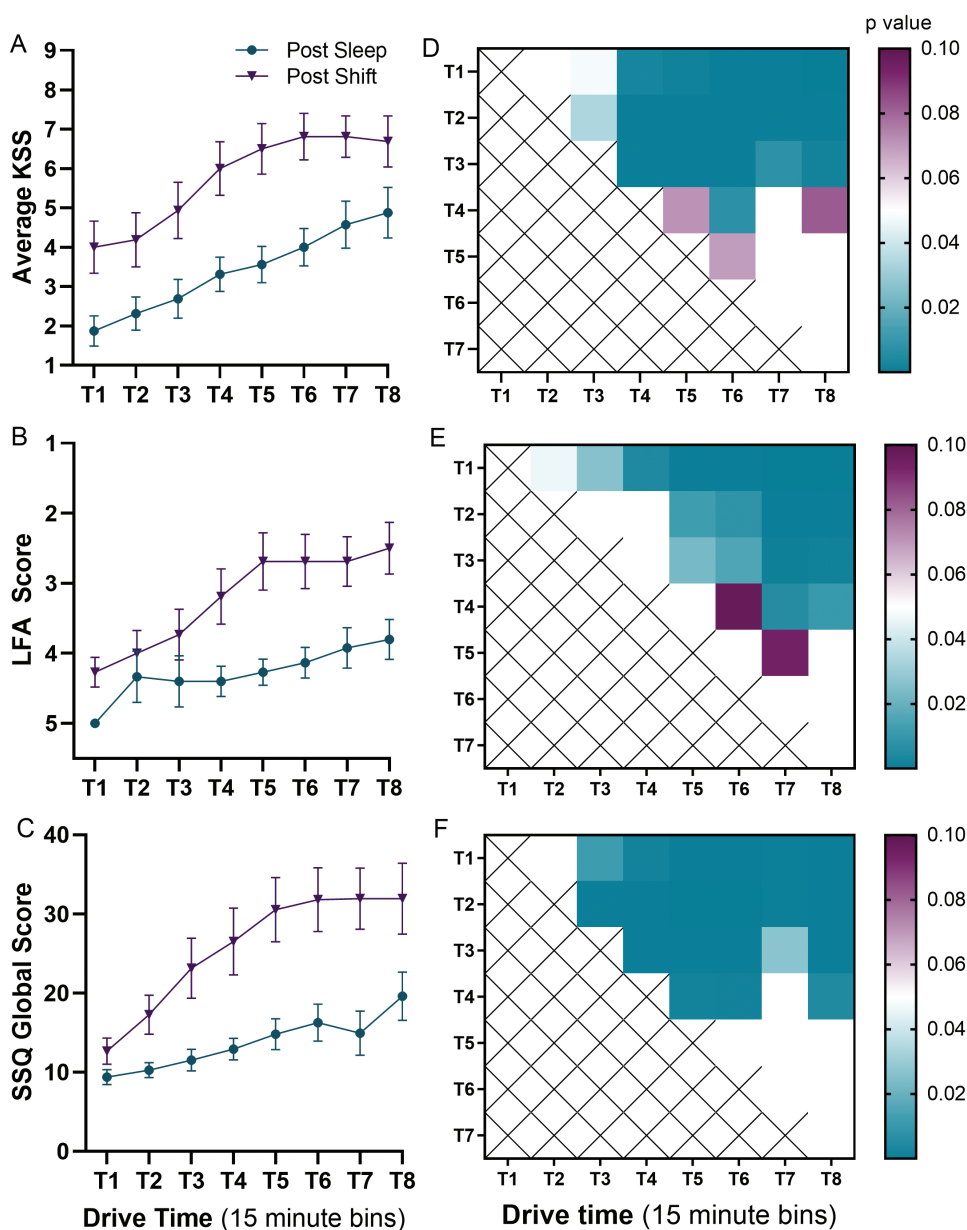 A
Average KSS
9
8
7
6
5
4
3
2
1
Post Sleep
Post Shift
T1 T2 T3 T4 T5 T6 T7 T8
D
T1
T2
T3
T4
T5
T6
T7
T1 T2 T3 T4 T5 T6 T7 T8
p value
0.10
0.08
0.06
0.04
0.02
B
LFA Score
1
2
3
4
5
T1 T2 T3 T4 T5 T6 T7 T8
E
T1
T2
T3
T4
T5
T6
T7
T1 T2 T3 T4 T5 T6 T7 T8
0.10
0.08
0.06
0.04
0.02
C
SSQ Global Score
40
30
20
10
0
T1 T2 T3 T4 T5 T6 T7 T8
Drive Time (15 minute bins)
F
T1
T2
T3
T4
T5
T6
T7
T1 T2 T3 T4 T5 T6 T7 T8
Drive time (15 minute bins)
0.10
0.08
0.06
0.04
0.02